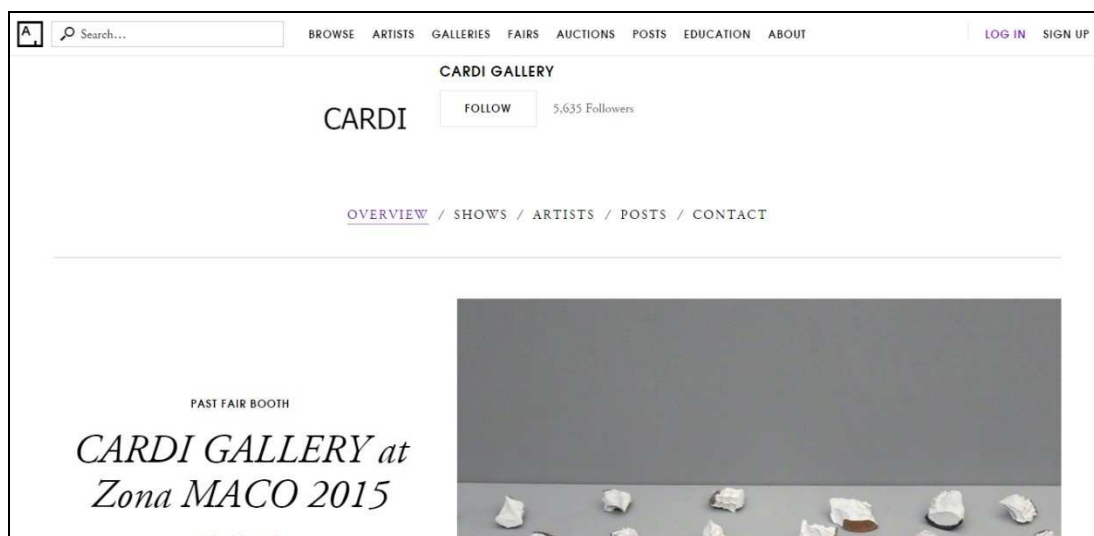 A,
Search...
BROWSE ARTISTS GALLERIES FAIRS AUCTIONS POSTS EDUCATION ABOUT
LOG IN SIGN UP
CARDI GALLERY
CARDI
FOLLOW 5,635 Followers
OVERVIEW / SHOWS / ARTISTS / POSTS / CONTACT
PAST FAIR BOOTH
CARDI GALLERY at
Zona MACO 2015